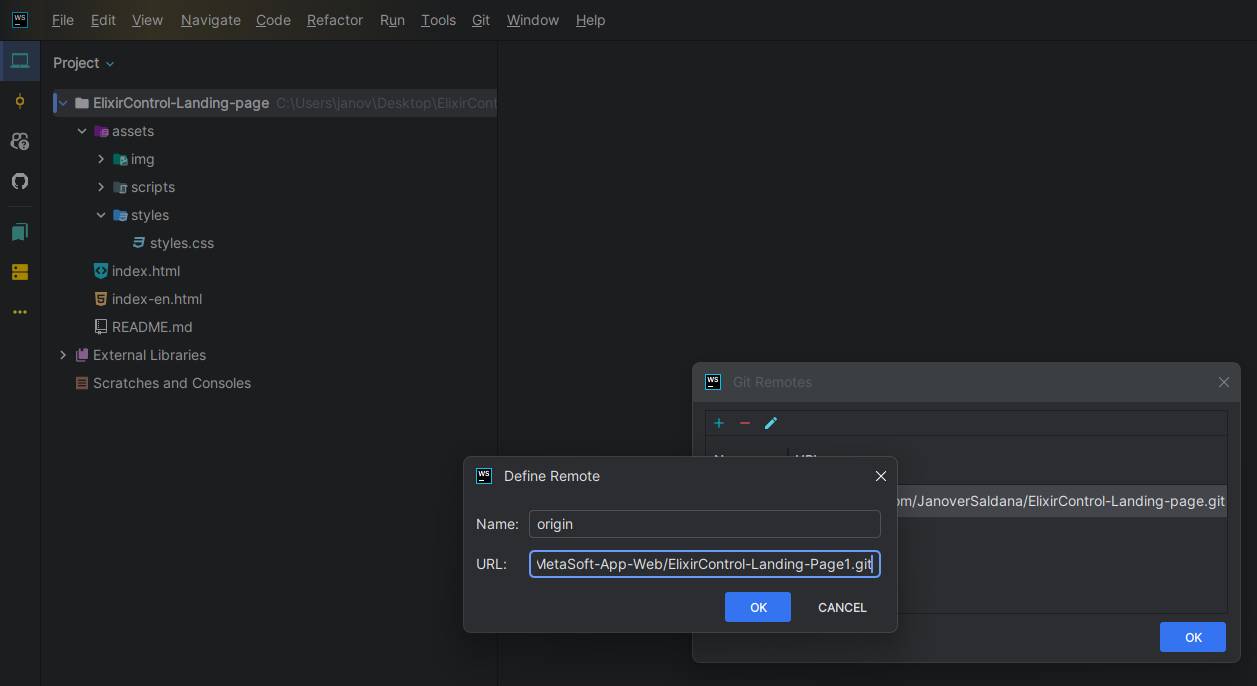 WS File Edit View Navigate Code Refactor Run Tools Git Window Help
Project
ElixirControl-Landing-page C:\Users\janov\Desktop\ElixirCont
assets
img
scripts
styles
styles.css
index.html
index-en.html
README.md
External Libraries
Scratches and Consoles
WS Git Remotes
WS Define Remote
om/JanoverSaldana/ElixirControl-Landing-page.git
Name: origin
URL: MetaSoft-App-Web/ElixirControl-Landing-Page1.git
OK CANCEL
OK